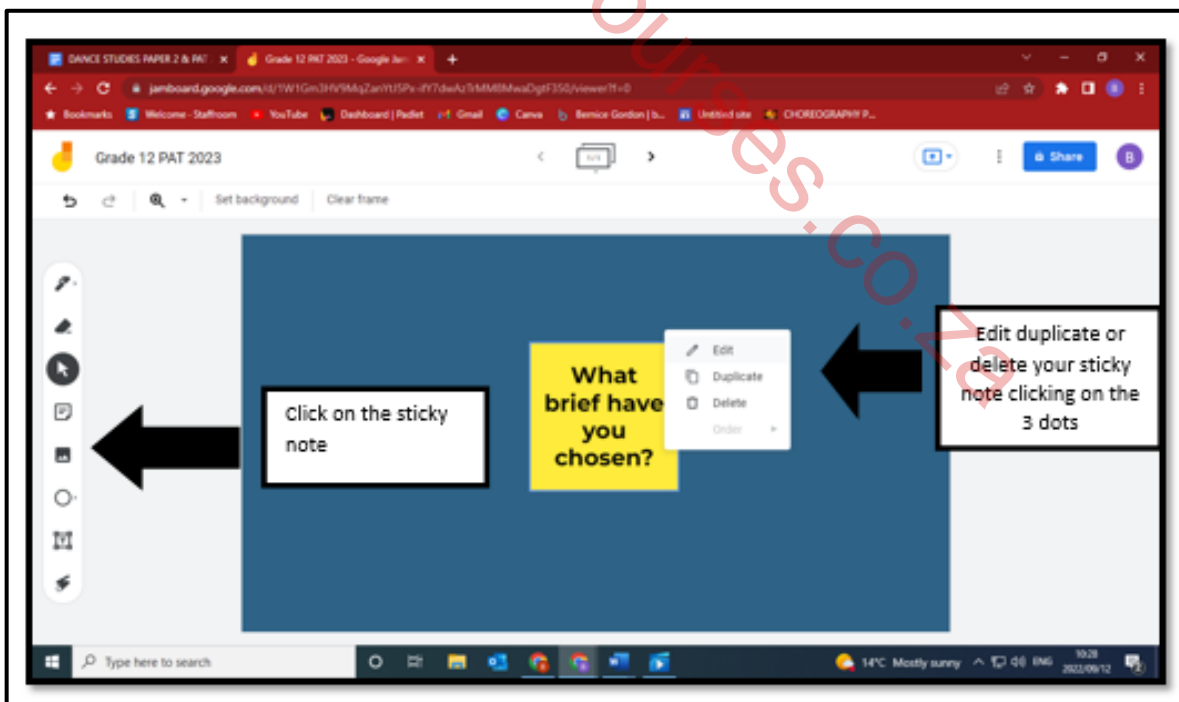 DANCE STUDIES PAPER 2 & PAT
Grade 12 PAT 2023 - Google Jam
jamboard.google.com
Bookmarks Welcome - Staffroom YouTube Dashboard | Padlet Gmail Canva Bernice Gordon | b... Untitled site CHOREOGRAPHY P...
Grade 12 PAT 2023
Share
B
Set background
Clear frame
Edit
Duplicate
Delete
Order
What
brief have
you
chosen?
Click on the sticky
note
Edit duplicate or
delete your sticky
note clicking on the
3 dots
Type here to search
14°C Mostly sunny
ENG
10:28
2022/09/12
ourses.co.za